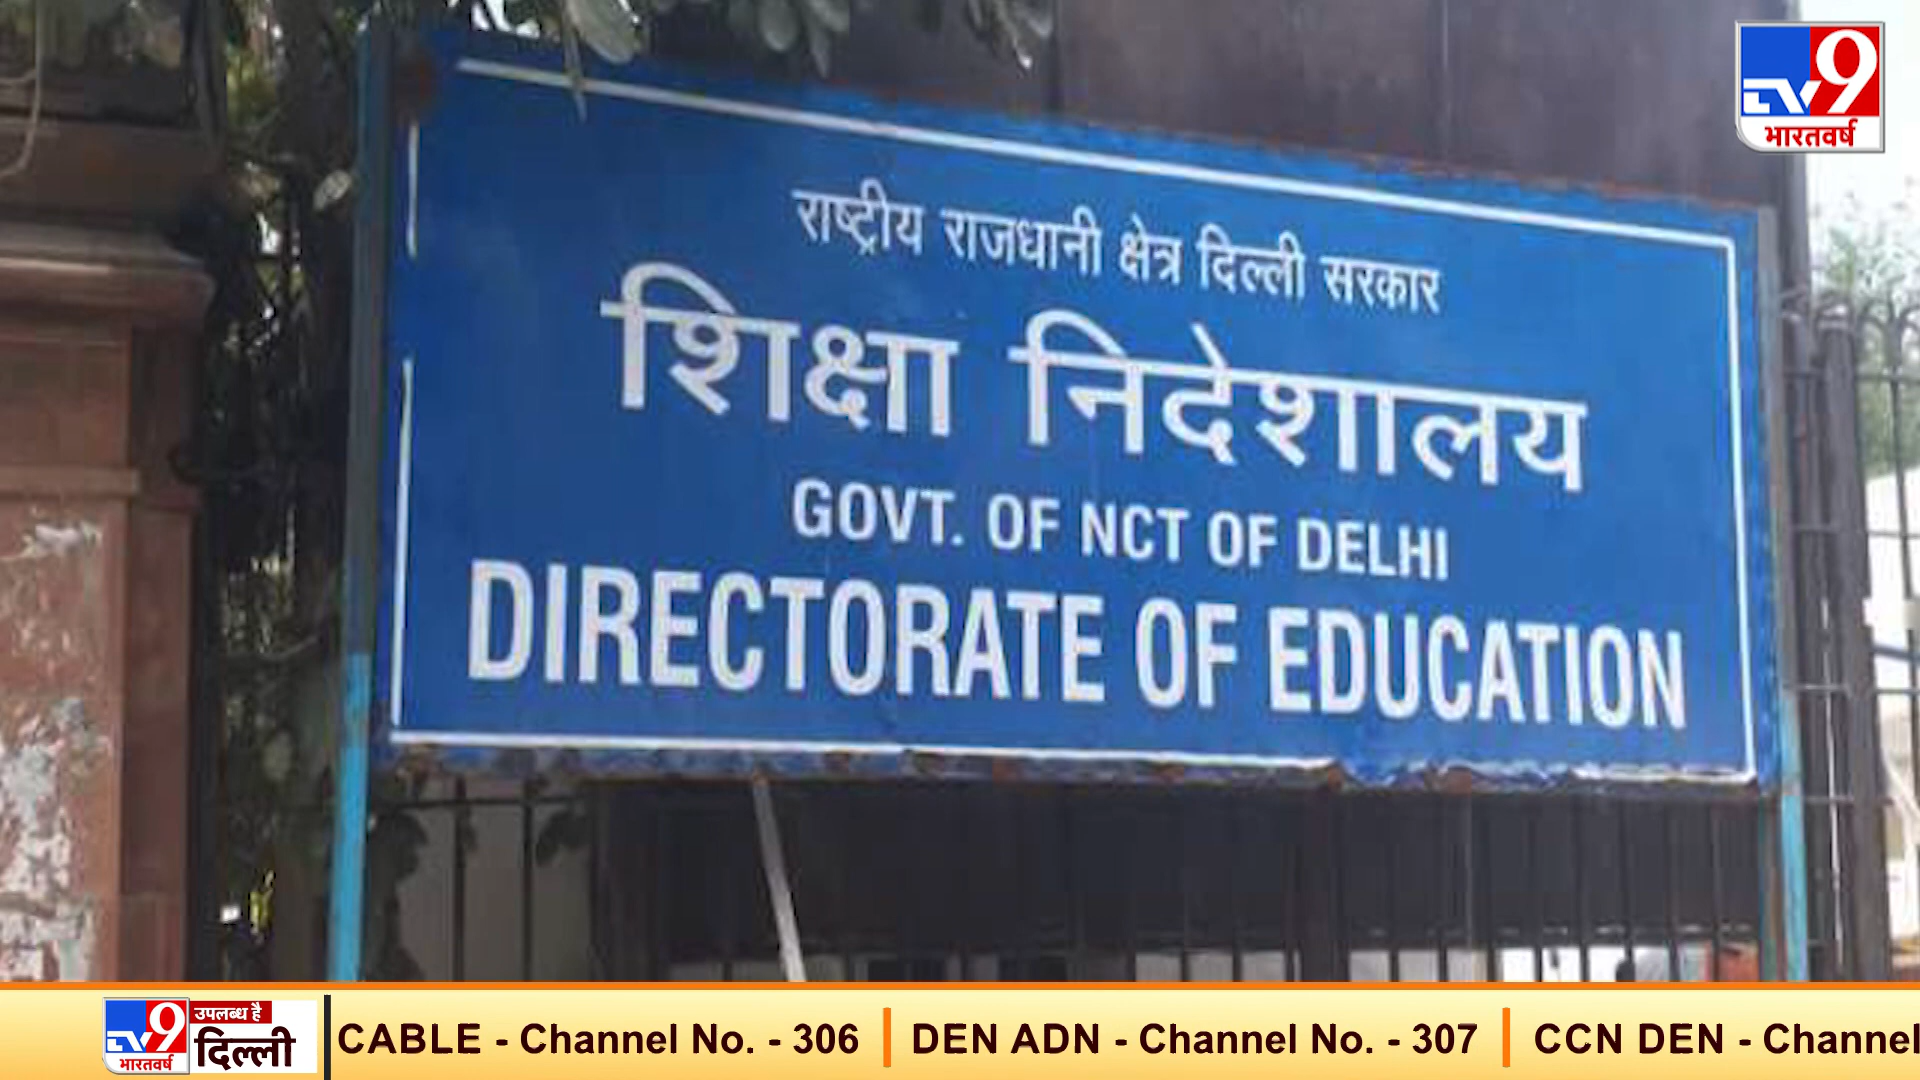 TV9
भारतवर्ष
राष्ट्रीय राजधानी क्षेत्र दिल्ली सरकार
शिक्षा निदेशालय
GOVT. OF NCT OF DELHI
DIRECTORATE OF EDUCATION
TV9
भारतवर्ष
उपलब्ध है
दिल्ली
CABLE - Channel No. - 306 | DEN ADN - Channel No. - 307 | CCN DEN - Channel